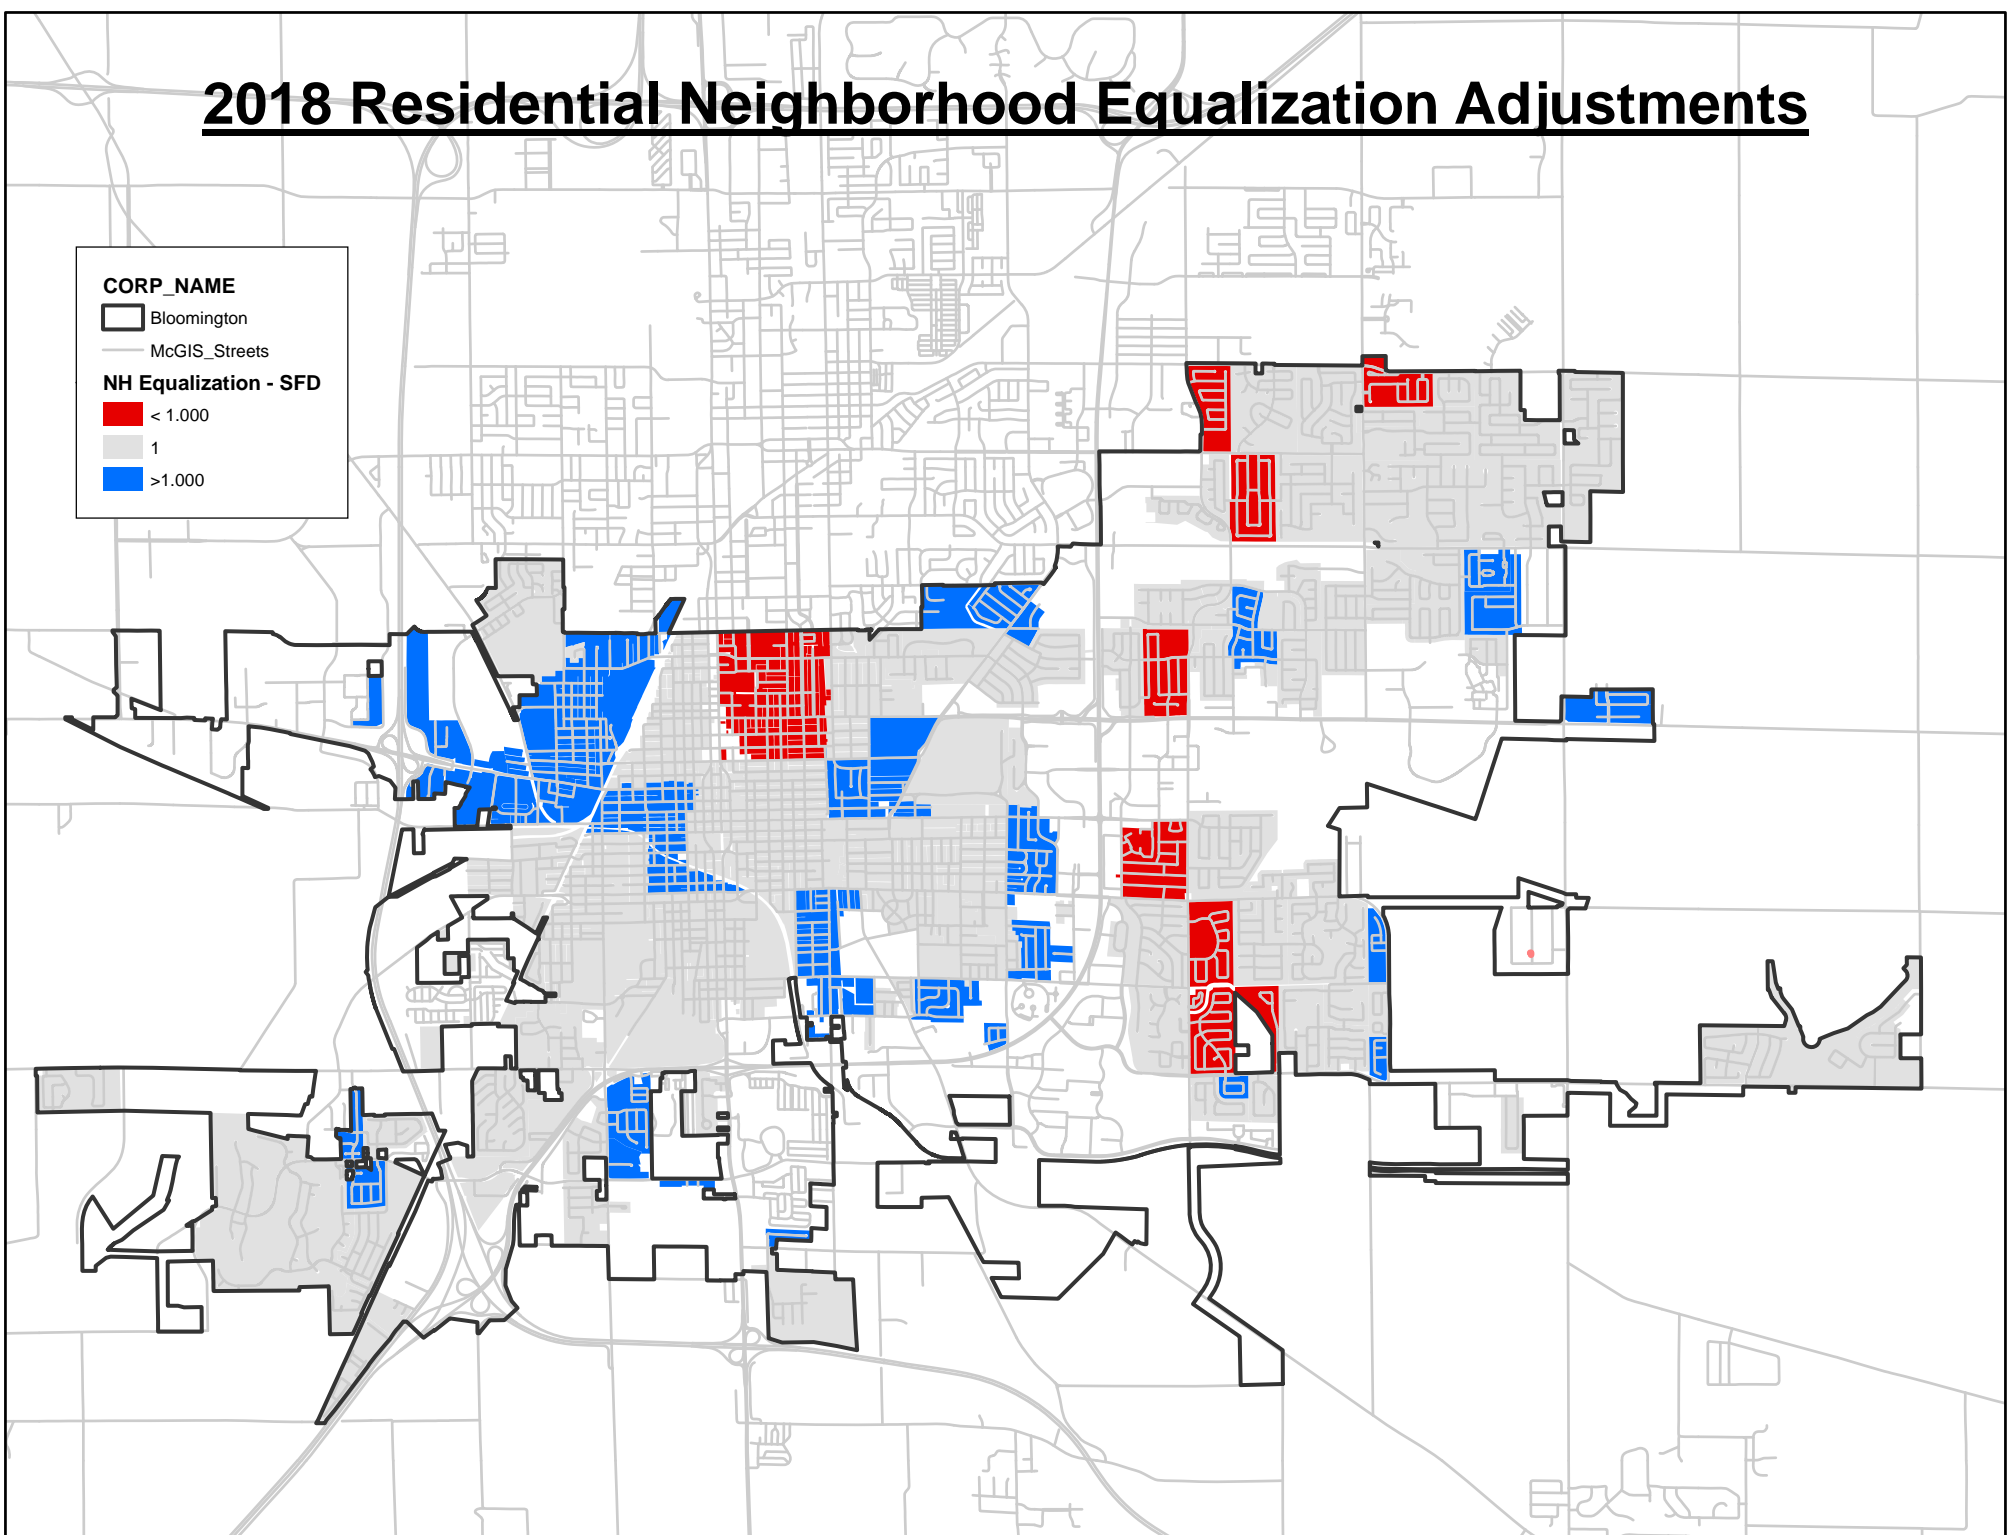 2018 Residential Neighborhood Equalization Adjustments
CORP_NAME
Bloomington
McGIS_Streets
NH Equalization - SFD
< 1.000
1
>1.000